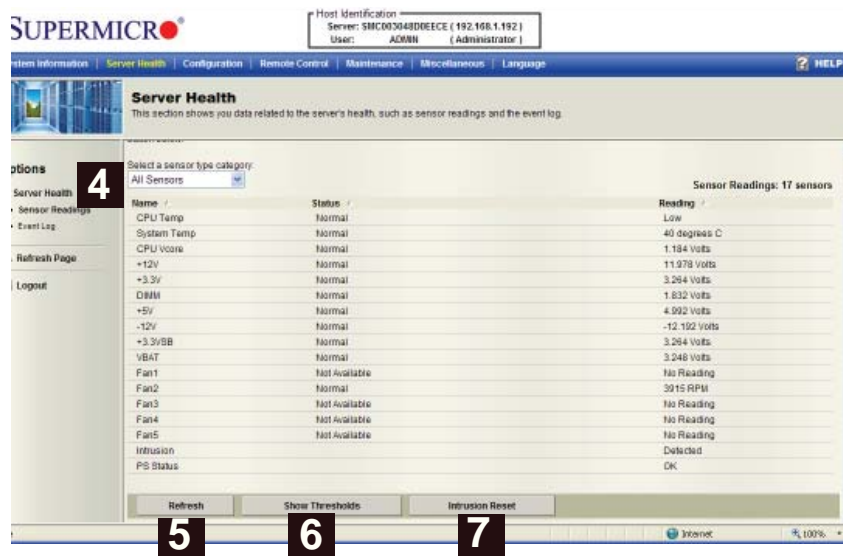 SUPERMICRO
Host Identification
Server: SMC003048D0EECE ( 192.168.1.192 )
User: ADMIN ( Administrator )
stem Information Server Health Configuration Remote Control Maintenance Miscellaneous Language HELP
Server Health
This section shows you data related to the server's health, such as sensor readings and the event log.
ptions
Server Health
Sensor Readings
Event Log
Refresh Page
Logout
4
Select a sensor type category:
All Sensors
Sensor Readings: 17 sensors
Name / Status / Reading /
CPU Temp Normal Low
System Temp Normal 40 degrees C
CPU Vcore Normal 1.184 Volts
+12V Normal 11.978 Volts
+3.3V Normal 3.264 Volts
DIMM Normal 1.832 Volts
+5V Normal 4.992 Volts
-12V Normal -12.192 Volts
+3.3VSB Normal 3.264 Volts
VBAT Normal 3.248 Volts
Fan1 Not Available No Reading
Fan2 Normal 3915 RPM
Fan3 Not Available No Reading
Fan4 Not Available No Reading
Fan5 Not Available No Reading
Intrusion Detected
PS Status OK
Refresh Show Thresholds Intrusion Reset
Internet 100%
5 6 7